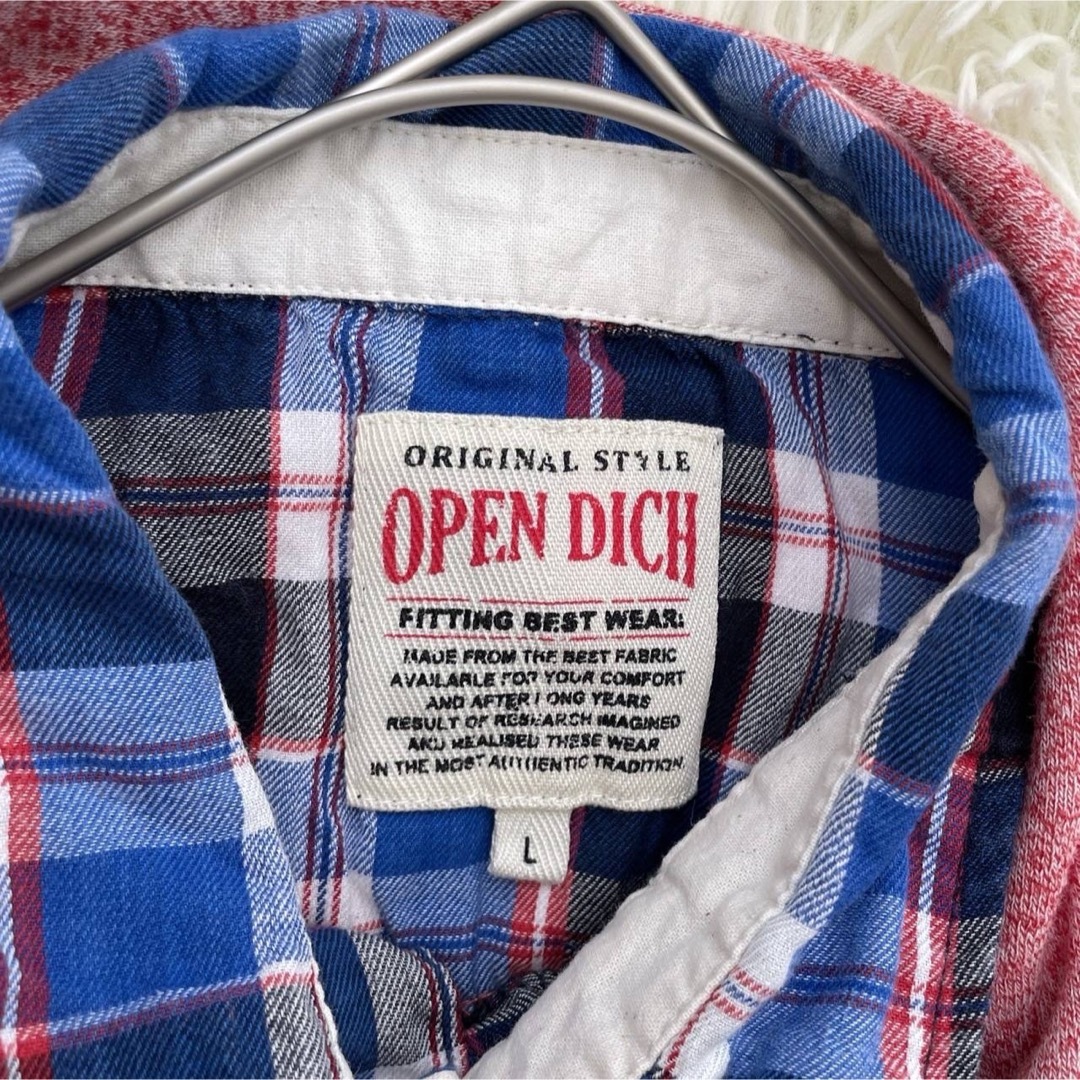 ORIGINAL STYLE
OPEN DICH
FITTING BEST WEAR.
MADE FROM THE BEST FABRIC
AVAILABLE FOR YOUR COMFORT
AND AFTER LONG YEARS
RESULT OF RESEARCH IMAGINED
AND REALISED THESE WEAR
IN THE MOST AUTHENTIC TRADITION.
L